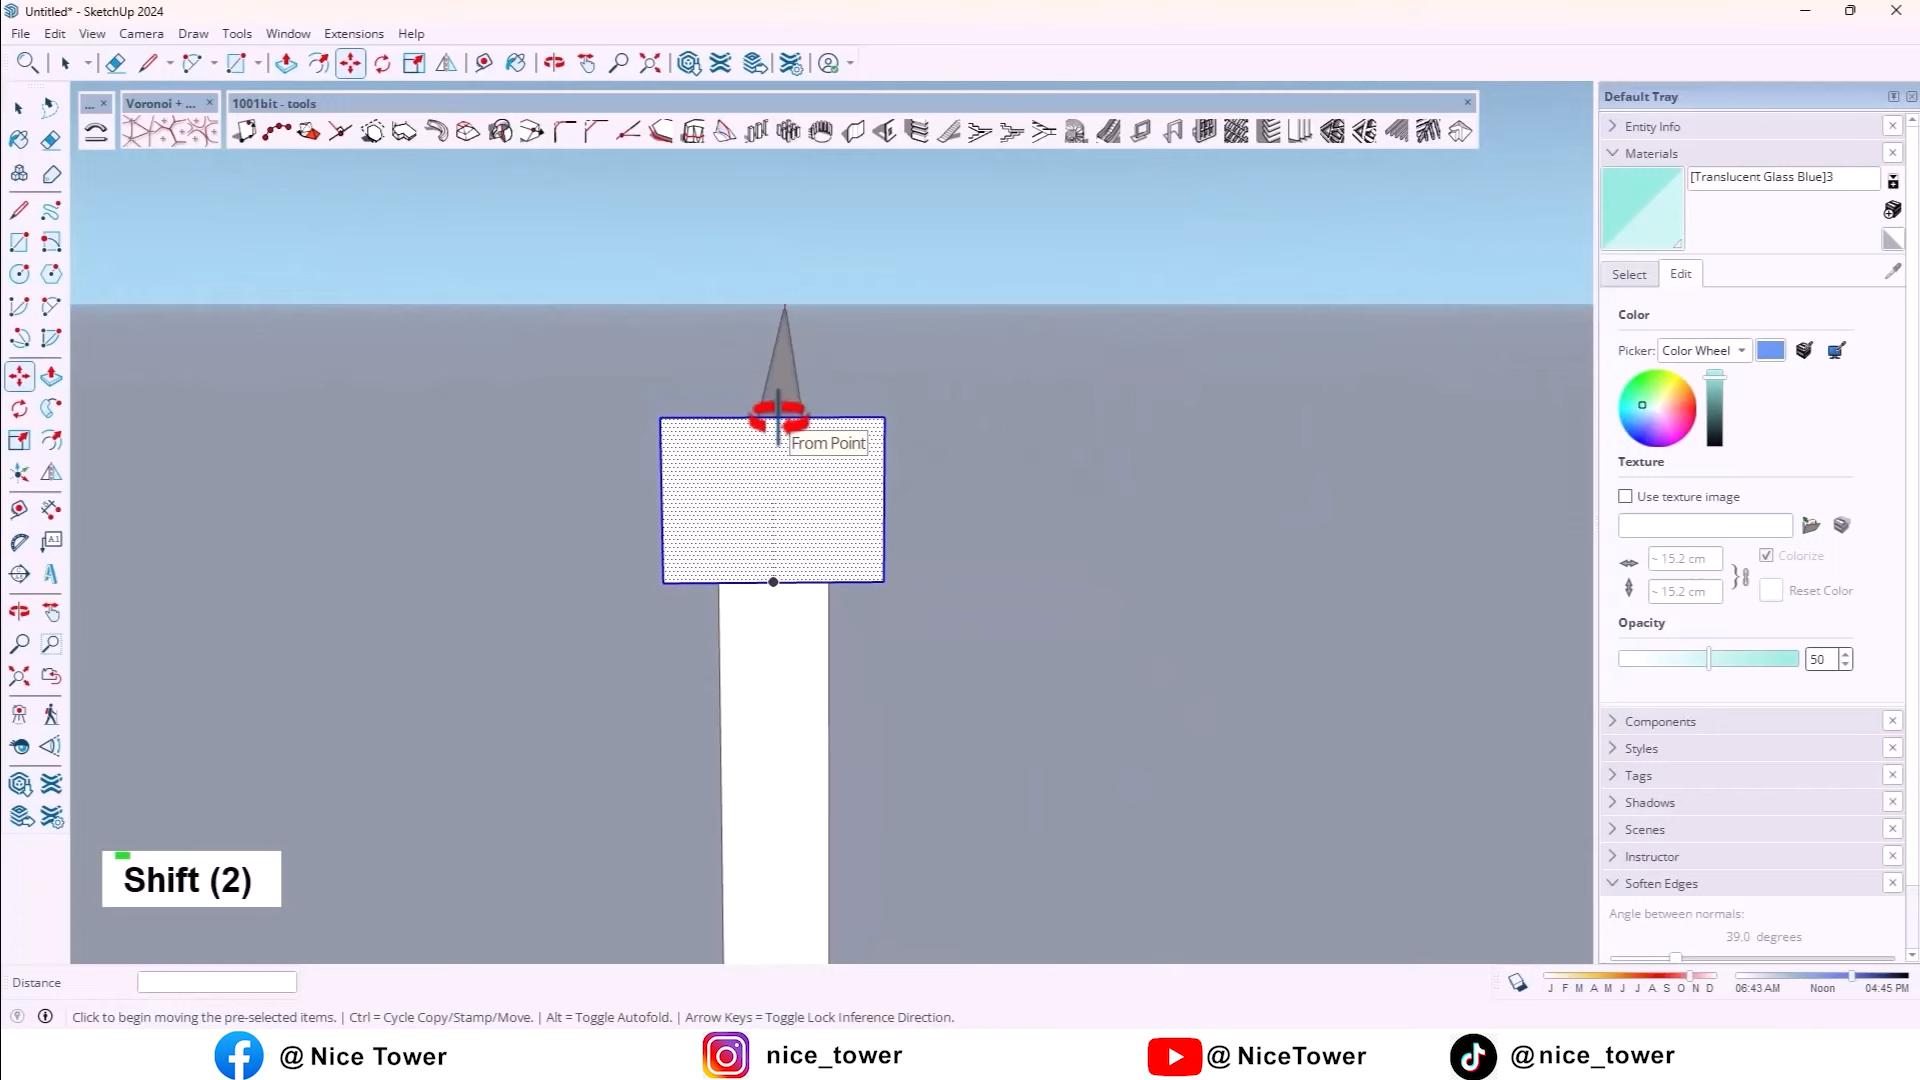 Untitled* - SketchUp 2024
File Edit View Camera Draw Tools Window Extensions Help
... Voronoi + ... 1001bit - tools
Default Tray
Entity Info
Materials
[Translucent Glass Blue]3
Select Edit
Color
Picker: Color Wheel
From Point
Texture
Use texture image
~ 15.2 cm
Colorize
~ 15.2 cm
Reset Color
Opacity
50
A1
Components
Styles
Tags
Shadows
Scenes
Instructor
Soften Edges
Angle between normals:
39.0 degrees
Shift (2)
Distance
J F M A M J J A S O N D 06:43 AM Noon 04:45 PM
Click to begin moving the pre-selected items. | Ctrl = Cycle Copy/Stamp/Move. | Alt = Toggle Autofold. | Arrow Keys = Toggle Lock Inference Direction.
@ Nice Tower nice_tower @ NiceTower @nice_tower